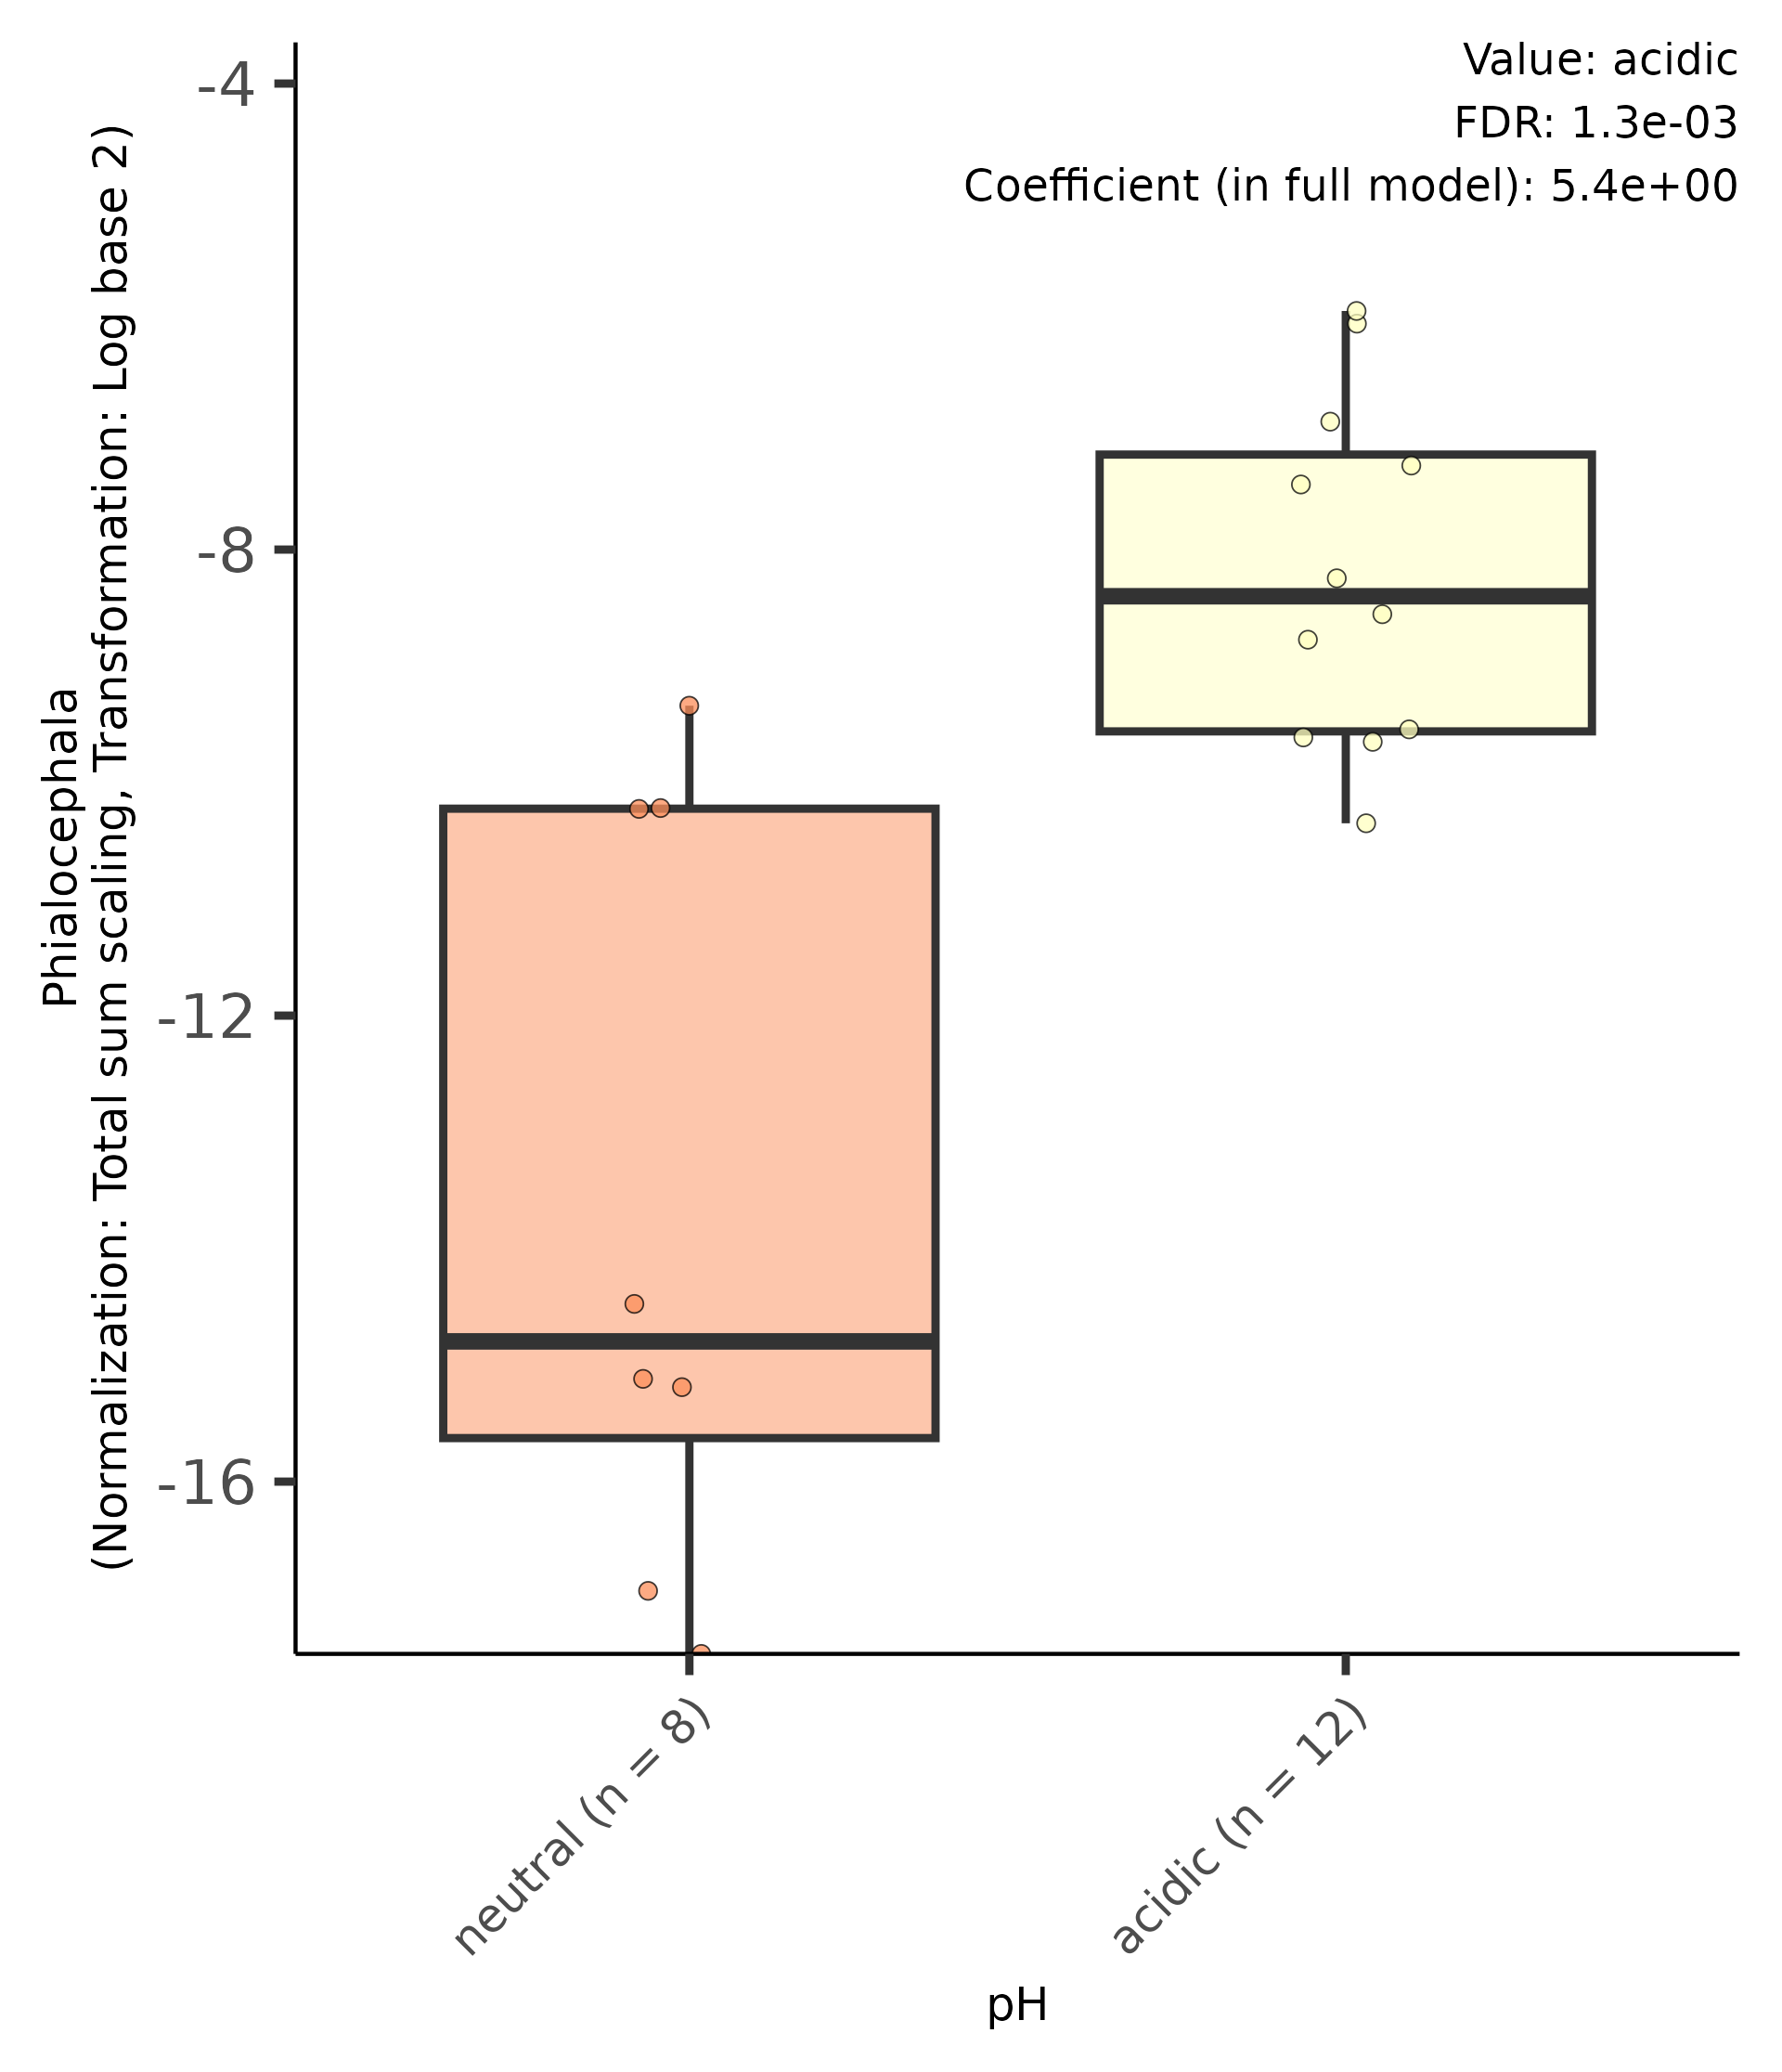 Value: acidic
FDR: 1.3e-03
Coefficient (in full model): 5.4e+00
Phialocephala
(Normalization: Total sum scaling, Transformation: Log base 2)
-4
-8
-12
-16
neutral (n = 8)
acidic (n = 12)
pH